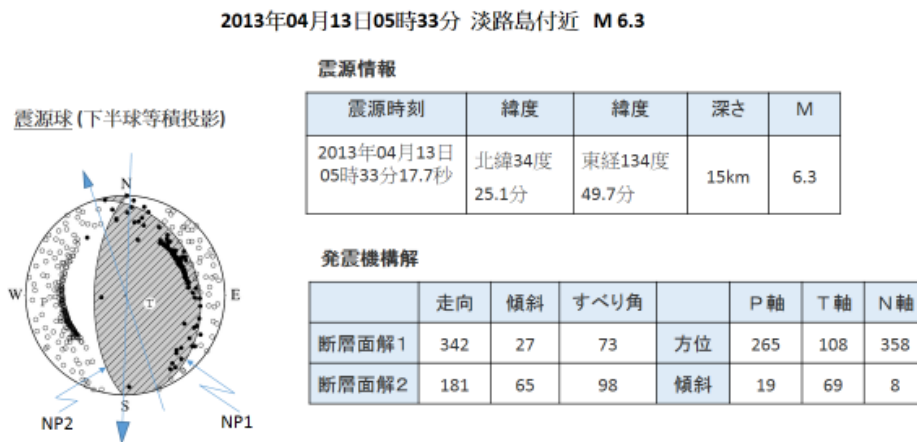 2013年04月13日05時33分 淡路島付近 M 6.3
震源情報
震源時刻 緯度 緯度 深さ M
2013年04月13日
05時33分17.7秒
北緯34度
25.1分
東経134度
49.7分
15km
6.3
震源球 (下半球等積投影)
N
W
P
T
E
S
NP2
NP1
発震機構解
走向 傾斜 すべり角 P軸 T軸 N軸
断層面解1 342 27 73 方位 265 108 358
断層面解2 181 65 98 傾斜 19 69 8